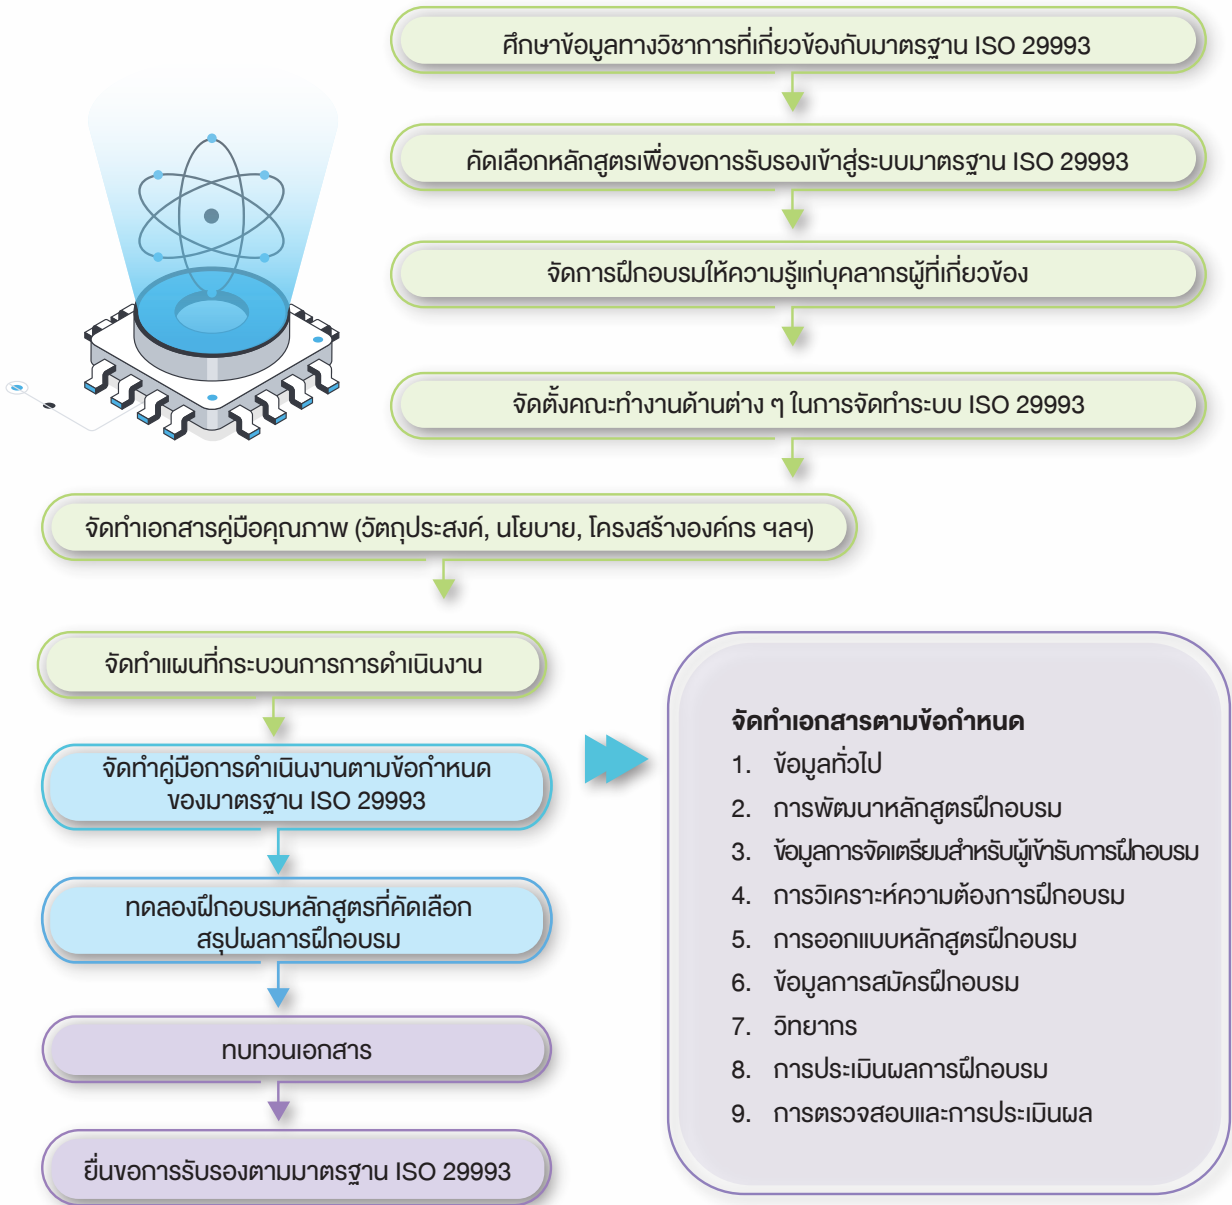 ศึกษาข้อมูลทางวิชาการที่เกี่ยวข้องกับมาตรฐาน ISO 29993
คัดเลือกหลักสูตรเพื่อขอการรับรองเข้าสู่ระบบมาตรฐาน ISO 29993
จัดการฝึกอบรมให้ความรู้แก่บุคลากรผู้ที่เกี่ยวข้อง
จัดตั้งคณะทำงานด้านต่าง ๆ ในการจัดทำระบบ ISO 29993
จัดทำเอกสารคู่มือคุณภาพ (วัตถุประสงค์, นโยบาย, โครงสร้างองค์กร ฯลฯ)
จัดทำแผนที่กระบวนการการดำเนินงาน
จัดทำคู่มือการดำเนินงานตามข้อกำหนด
ของมาตรฐาน ISO 29993
ทดลองฝึกอบรมหลักสูตรที่คัดเลือก
สรุปผลการฝึกอบรม
ทบทวนเอกสาร
ยื่นขอการรับรองตามมาตรฐาน ISO 29993
จัดทำเอกสารตามข้อกำหนด
1. ข้อมูลทั่วไป
2. การพัฒนาหลักสูตรฝึกอบรม
3. ข้อมูลการจัดเตรียมสำหรับผู้เข้ารับการฝึกอบรม
4. การวิเคราะห์ความต้องการฝึกอบรม
5. การออกแบบหลักสูตรฝึกอบรม
6. ข้อมูลการสมัครฝึกอบรม
7. วิทยากร
8. การประเมินผลการฝึกอบรม
9. การตรวจสอบและการประเมินผล